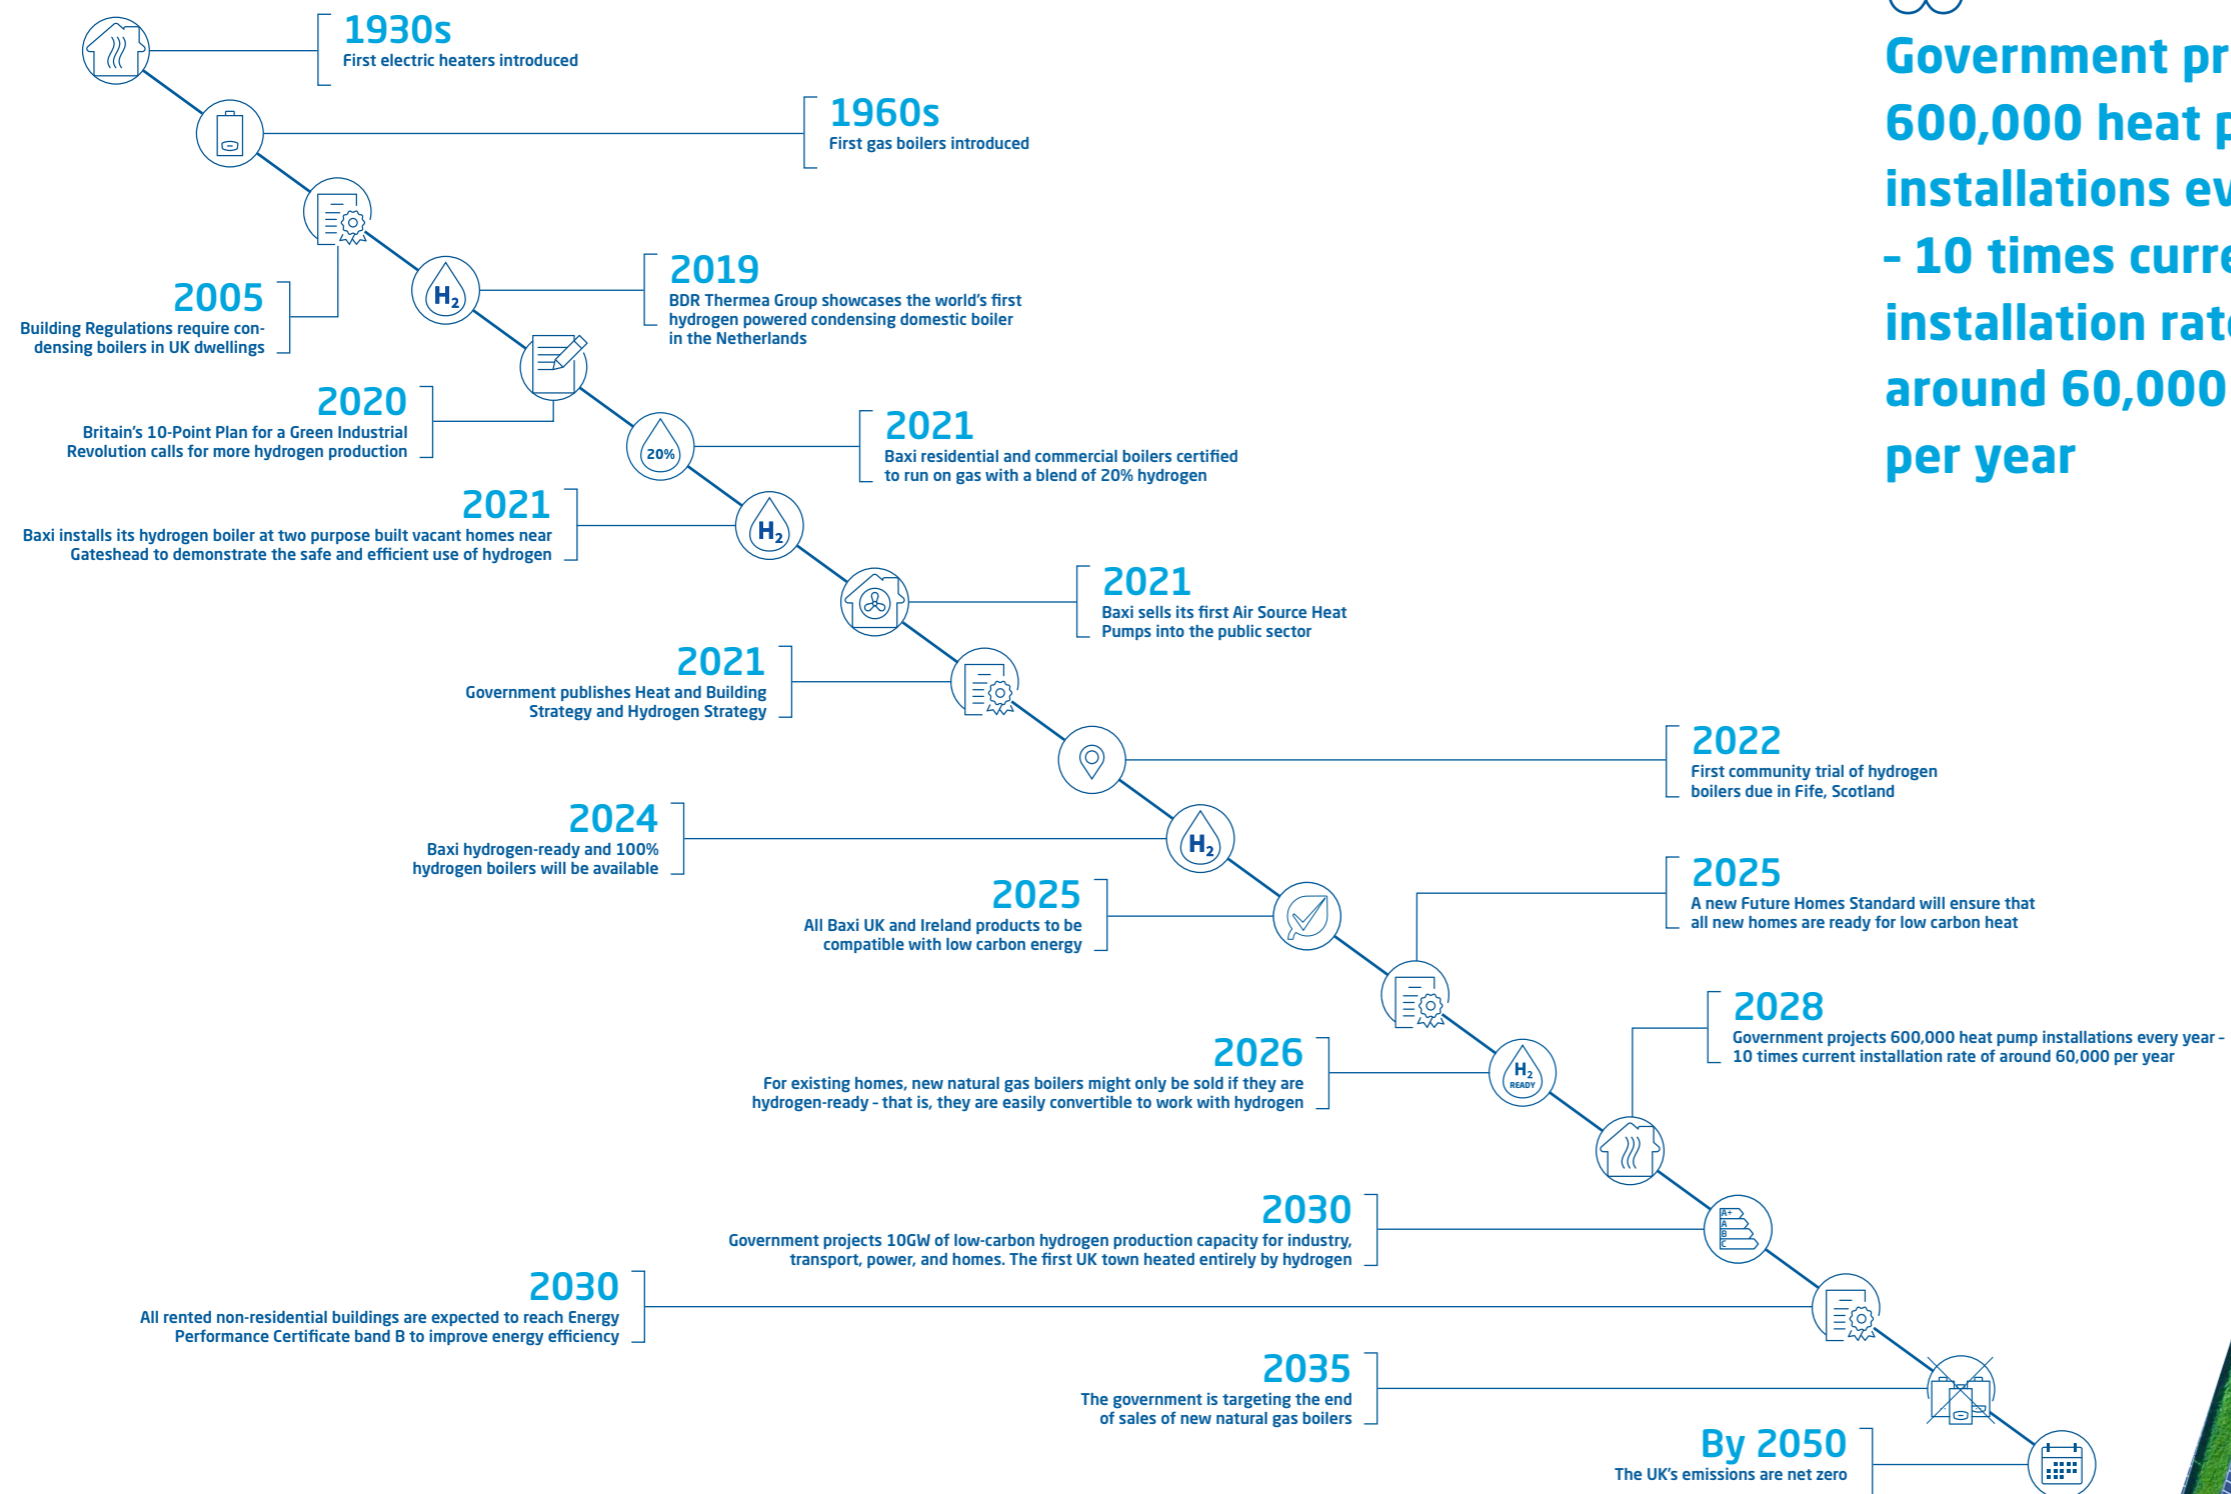 1930s
First electric heaters introduced
1960s
First gas boilers introduced
2005
Building Regulations require con-
densing boilers in UK dwellings
H₂
2019
BDR Thermea Group showcases the world's first
hydrogen powered condensing domestic boiler
in the Netherlands
2020
Britain's 10-Point Plan for a Green Industrial
Revolution calls for more hydrogen production
20%
2021
Baxi residential and commercial boilers certified
to run on gas with a blend of 20% hydrogen
2021
Baxi installs its hydrogen boiler at two purpose built vacant homes near
Gateshead to demonstrate the safe and efficient use of hydrogen
H₂
2021
Baxi sells its first Air Source Heat
Pumps into the public sector
2021
Government publishes Heat and Building
Strategy and Hydrogen Strategy
2022
First community trial of hydrogen
boilers due in Fife, Scotland
2024
Baxi hydrogen-ready and 100%
hydrogen boilers will be available
H₂
2025
All Baxi UK and Ireland products to be
compatible with low carbon energy
2025
A new Future Homes Standard will ensure that
all new homes are ready for low carbon heat
2026
For existing homes, new natural gas boilers might only be sold if they are
hydrogen-ready - that is, they are easily convertible to work with hydrogen
H₂
READY
2028
Government projects 600,000 heat pump installations every year -
10 times current installation rate of around 60,000 per year
2030
Government projects 10GW of low-carbon hydrogen production capacity for industry,
transport, power, and homes. The first UK town heated entirely by hydrogen
A+
A
B
C
2030
All rented non-residential buildings are expected to reach Energy
Performance Certificate band B to improve energy efficiency
2035
The government is targeting the end
of sales of new natural gas boilers
By 2050
The UK's emissions are net zero
Government pr
600,000 heat p
installations ev
- 10 times curre
installation rate
around 60,000
per year